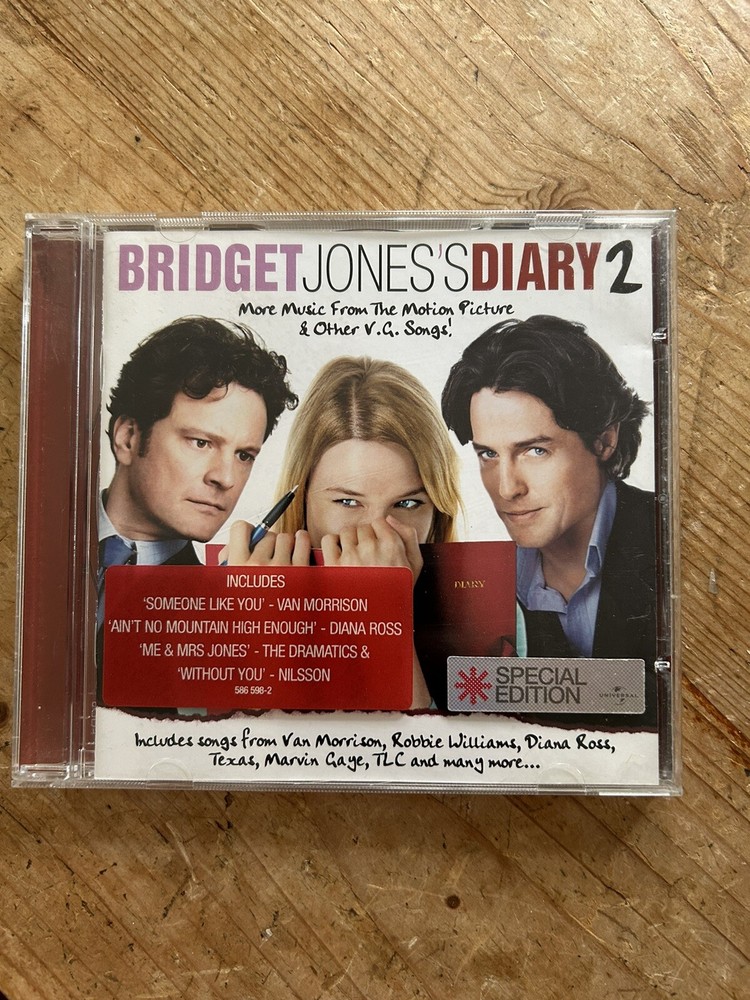 BRIDGETJONES'SDIARY2
More Music From The Motion Picture
& Other V.G. Songs!
DIARY
INCLUDES
'SOMEONE LIKE YOU' - VAN MORRISON
'AIN'T NO MOUNTAIN HIGH ENOUGH' - DIANA ROSS
'ME & MRS JONES' - THE DRAMATICS &
'WITHOUT YOU' - NILSSON
586 598-2
SPECIAL
EDITION
UNIVERSAL
Includes songs from Van Morrison, Robbie Williams, Diana Ross,
Texas, Marvin Gaye, TLC and many more...